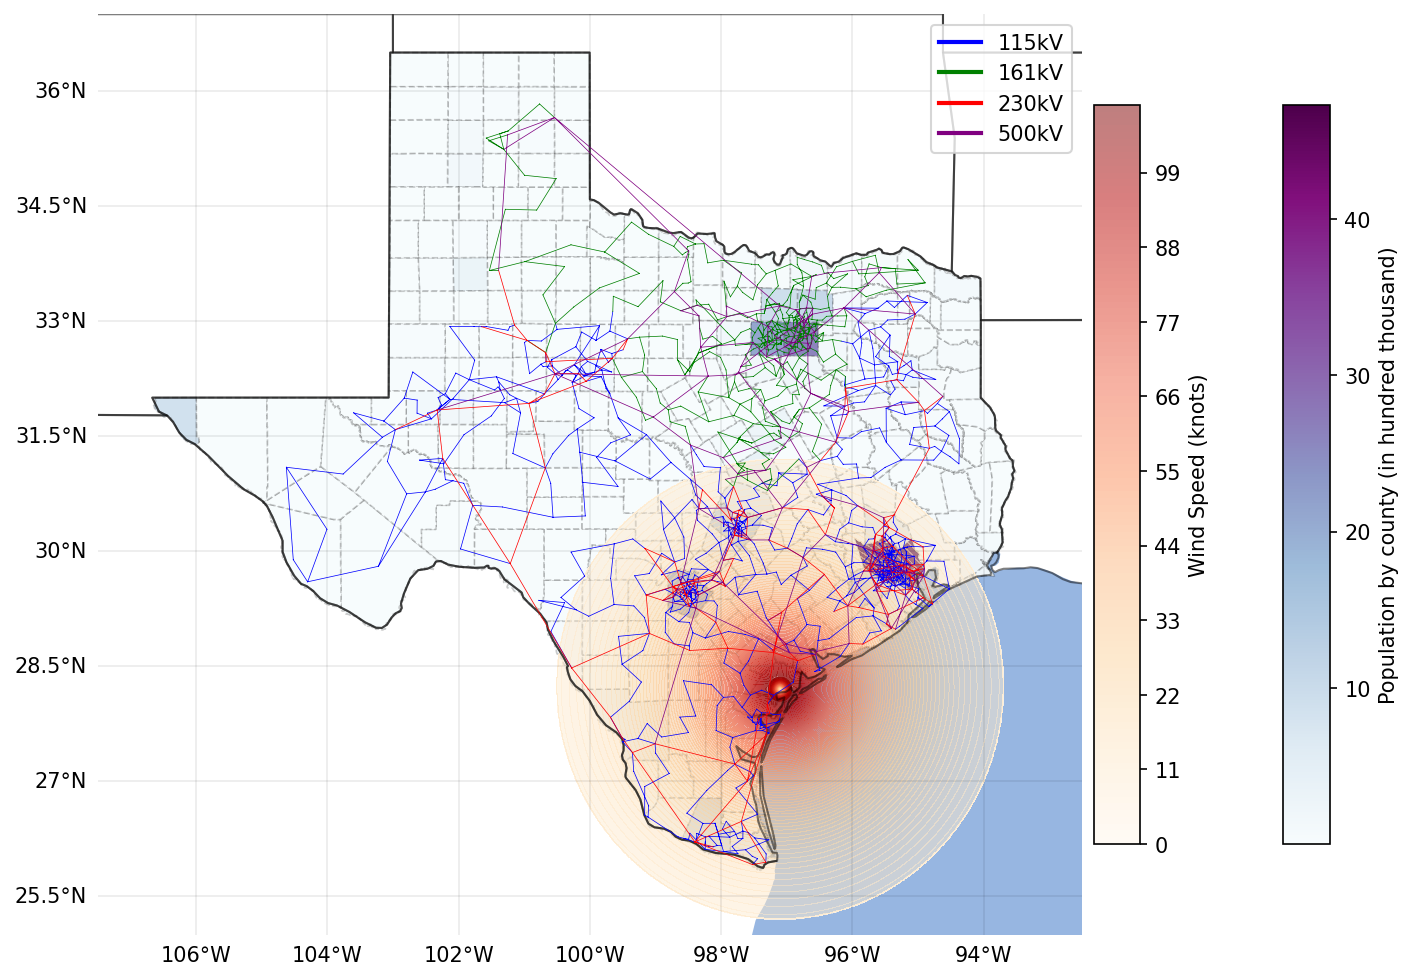 115kV
161kV
230kV
500kV
36°N
34.5°N
33°N
31.5°N
30°N
28.5°N
27°N
25.5°N
106°W
104°W
102°W
100°W
98°W
96°W
94°W
99
88
77
66
55
44
33
22
11
0
Wind Speed (knots)
40
30
20
10
Population by county (in hundred thousand)